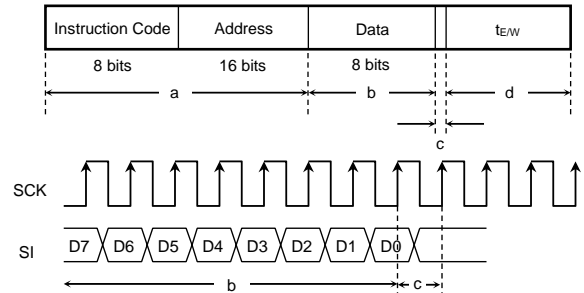 Instruction Code Address Data tE/W
8 bits 16 bits 8 bits
a b d
c
SCK
SI D7 D6 D5 D4 D3 D2 D1 D0
b c